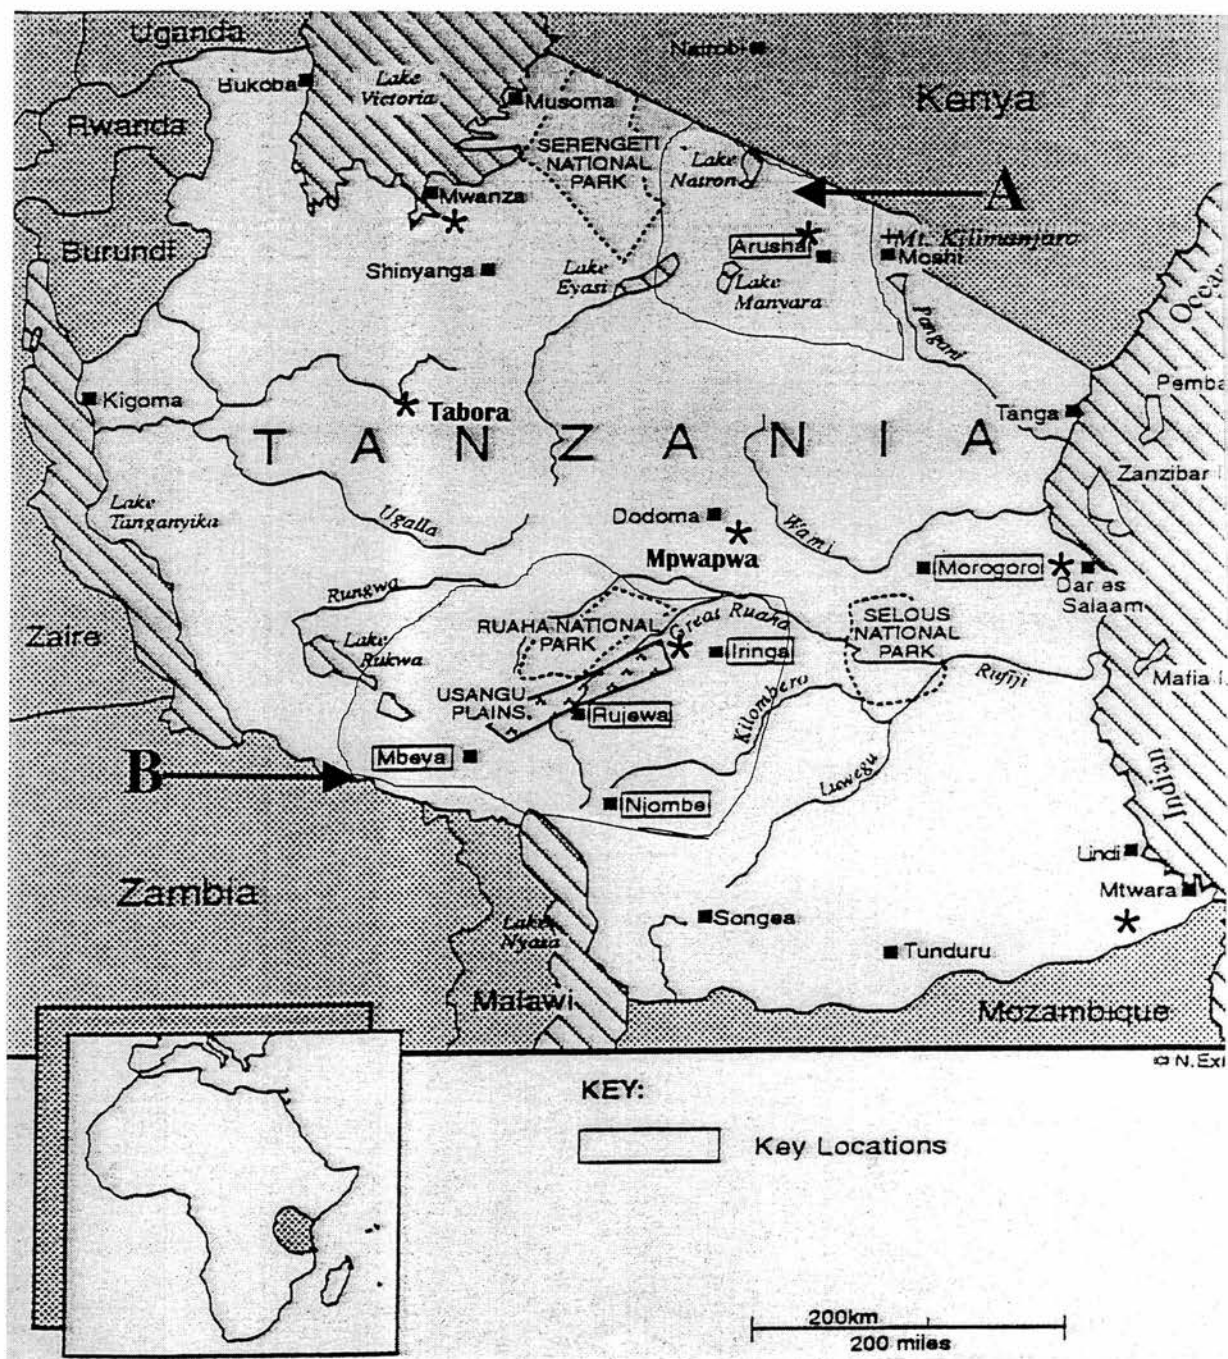 Uganda
Nairobi
Bukoba
Lake
Victoria
Musoma
Kenya
Rwanda
SERENGETI
NATIONAL
PARK
Lake
Natron
A
Mwanza
Burundi
Arusha
Mt. Kilimanjaro
Moshi
Shinyanga
Lake
Eyasi
Lake
Manyara
Pangani
Kigoma
Tabora
Tanga
TANZANIA
Lake
Tanganyika
Ugalla
Dodoma
Mpwapwa
Wami
Zanzibar
Morogoro
Dar es
Salaam
Rungwa
Zaire
Lake
Rukwa
RUAHA NATIONAL
PARK
Great Ruaha
Iringa
SELOUS
NATIONAL
PARK
Rufiji
Mafia I
USANGU
PLAINS
Rujewa
Kilombero
B
Mbeya
Njombe
Luwegu
Indian
Lindi
Zambia
Mtwara
Lake
Nyasa
Songea
Tunduru
Malawi
Mozambique
KEY:
Key Locations
200km
200 miles